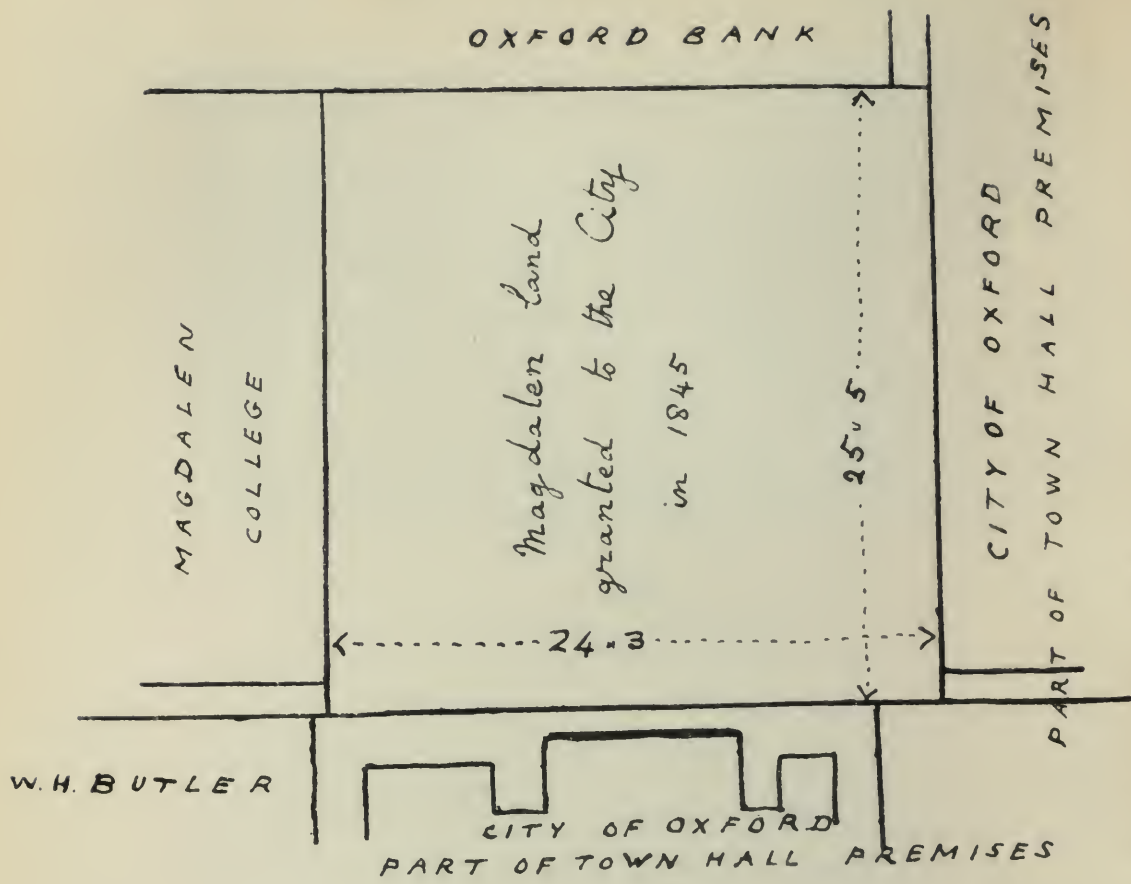 OXFORD BANK
MAGDALEN
COLLEGE
Magdalen land
granted to the City
in 1845
25" 5
24" 3
CITY OF OXFORD
PART OF TOWN HALL PREMISES
W. H. BUTLER
CITY OF OXFORD
PART OF TOWN HALL PREMISES